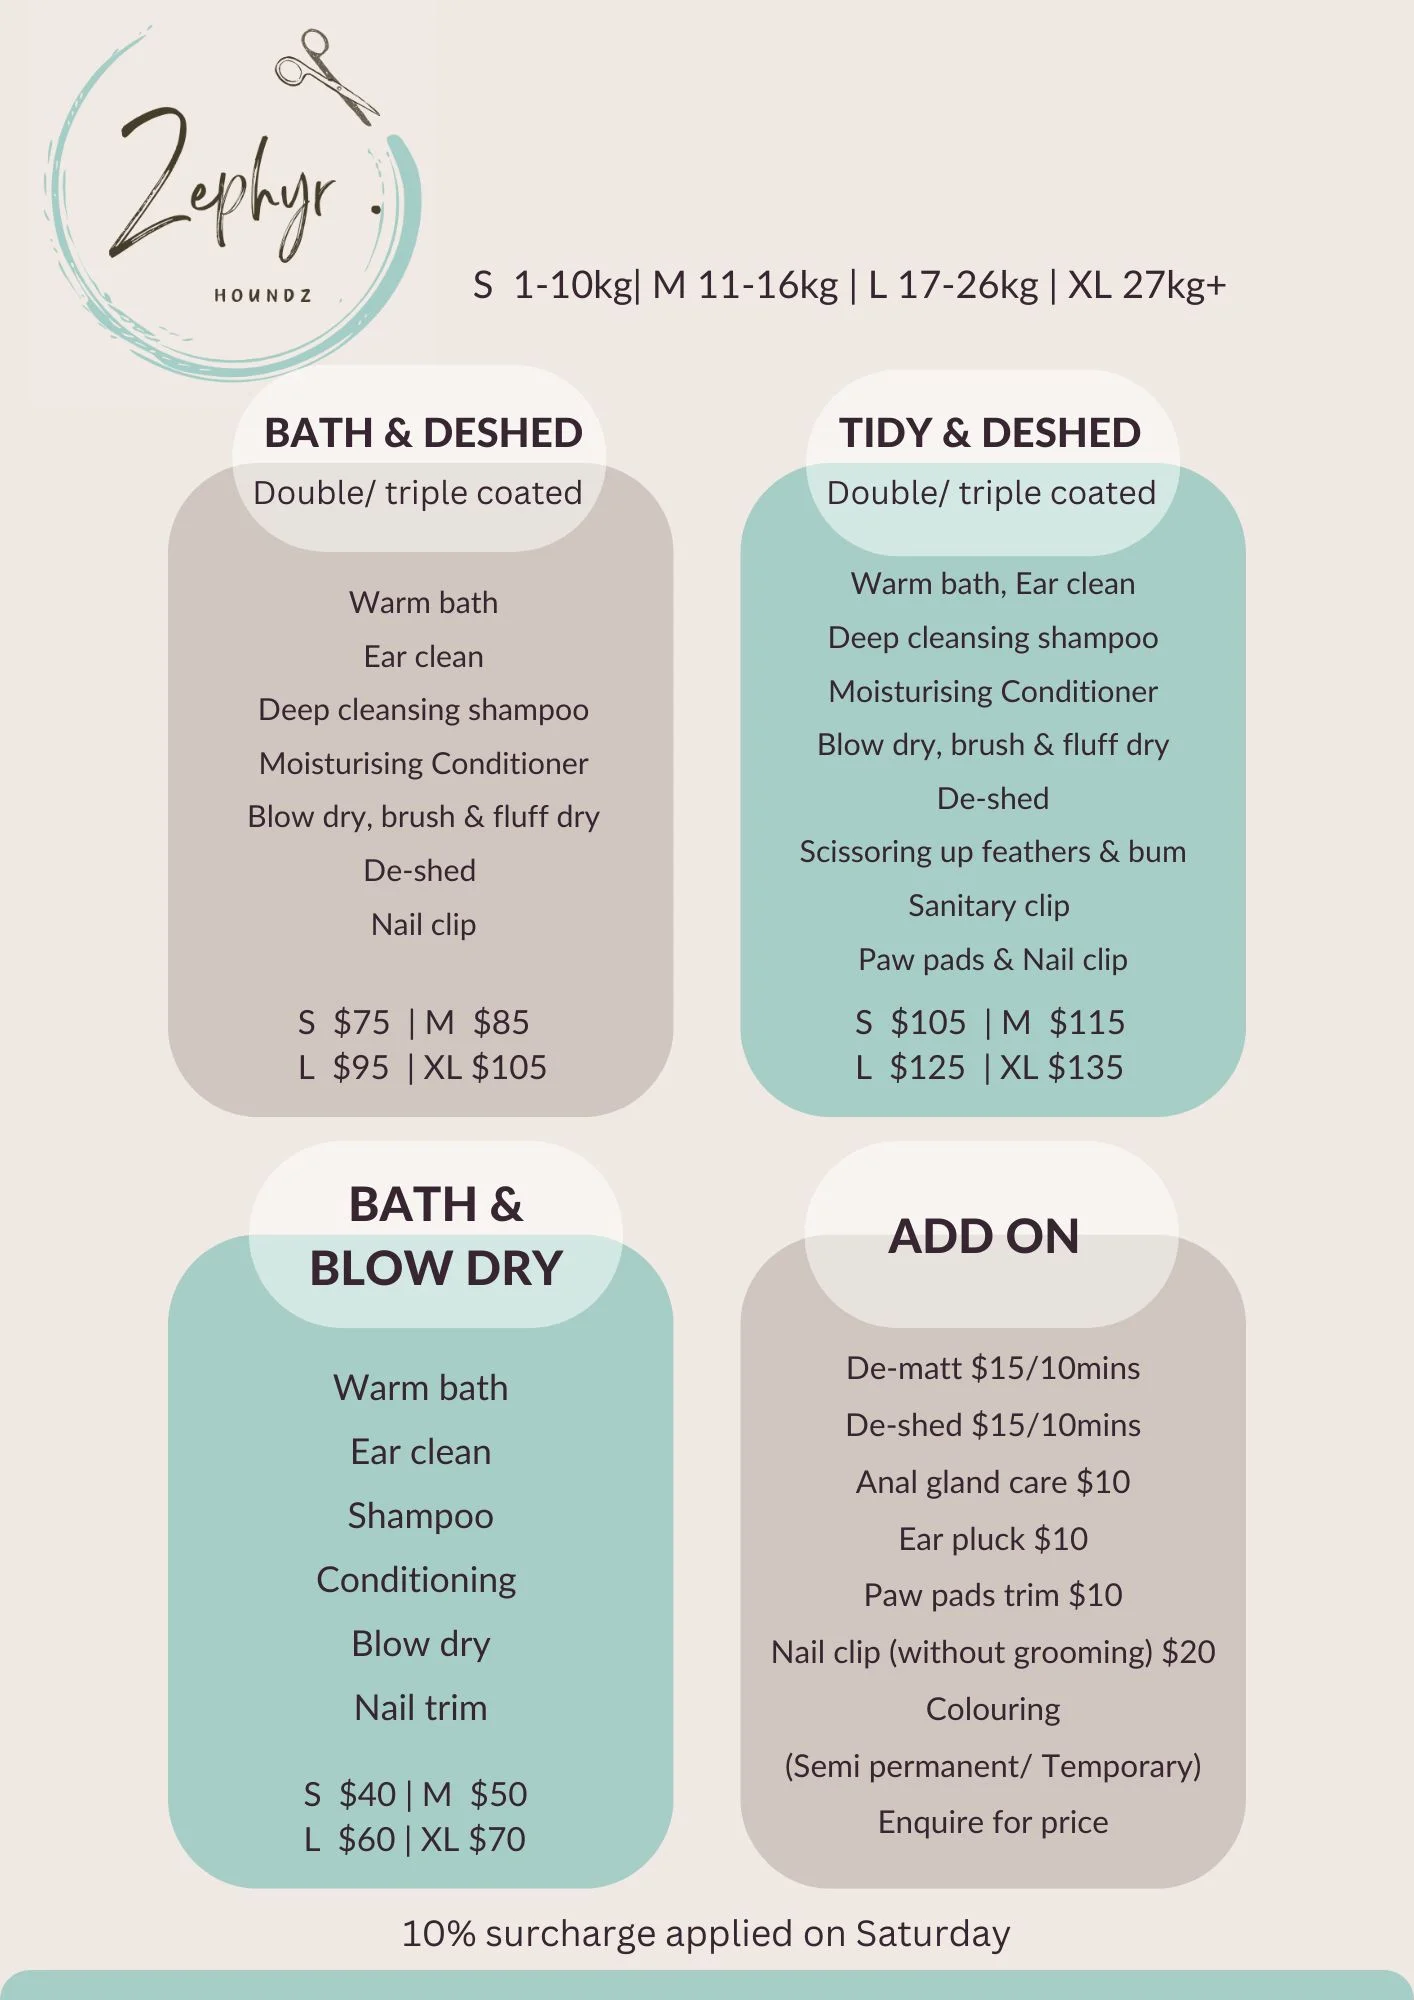 Zephyr.
HOUNDZ
S 1-10kg| M 11-16kg | L 17-26kg | XL 27kg+
BATH & DESHED
Double/ triple coated
Warm bath
Ear clean
Deep cleansing shampoo
Moisturising Conditioner
Blow dry, brush & fluff dry
De-shed
Nail clip
S $75 | M $85
L $95 | XL $105
TIDY & DESHED
Double/ triple coated
Warm bath, Ear clean
Deep cleansing shampoo
Moisturising Conditioner
Blow dry, brush & fluff dry
De-shed
Scissoring up feathers & bum
Sanitary clip
Paw pads & Nail clip
S $105 | M $115
L $125 | XL $135
BATH &
BLOW DRY
Warm bath
Ear clean
Shampoo
Conditioning
Blow dry
Nail trim
S $40 | M $50
L $60 | XL $70
ADD ON
De-matt $15/10mins
De-shed $15/10mins
Anal gland care $10
Ear pluck $10
Paw pads trim $10
Nail clip (without grooming) $20
Colouring
(Semi permanent/ Temporary)
Enquire for price
10% surcharge applied on Saturday